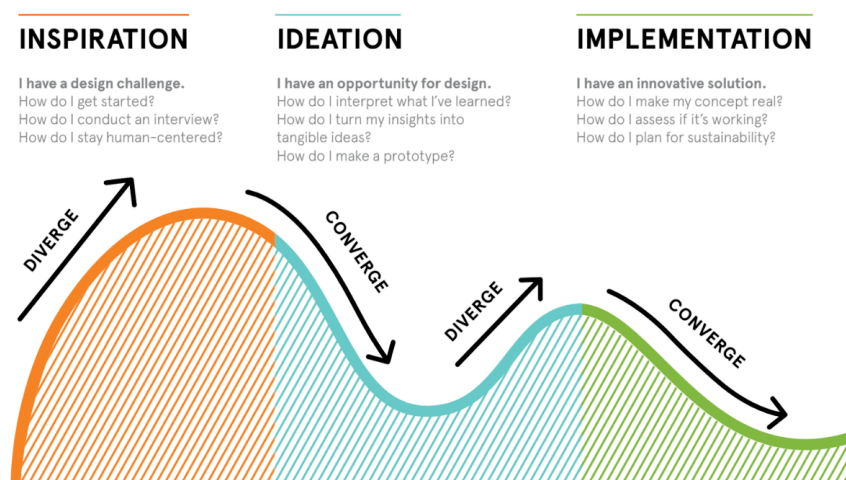 INSPIRATION
I have a design challenge.
How do I get started?
How do I conduct an interview?
How do I stay human-centered?
IDEATION
I have an opportunity for design.
How do I interpret what I've learned?
How do I turn my insights into
tangible ideas?
How do I make a prototype?
IMPLEMENTATION
I have an innovative solution.
How do I make my concept real?
How do I assess if it's working?
How do I plan for sustainability?
DIVERGE
CONVERGE
DIVERGE
CONVERGE